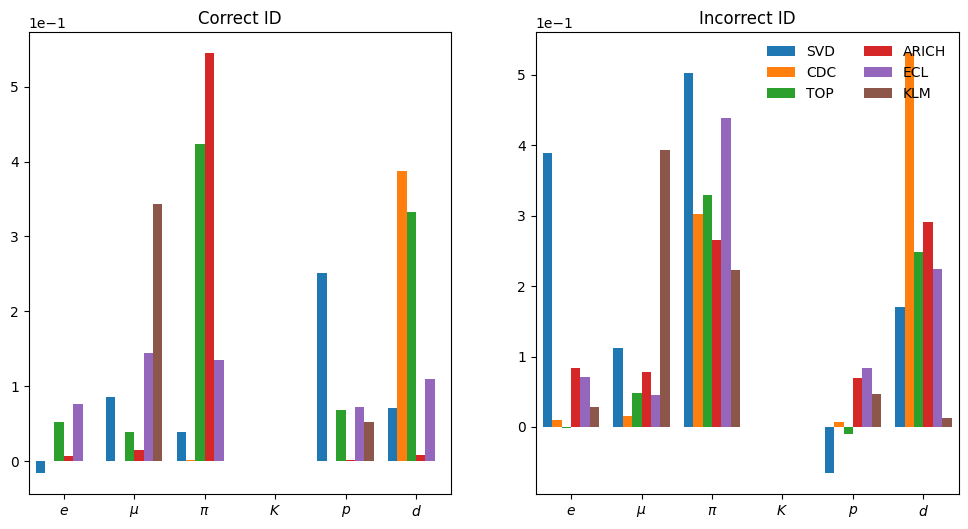 Correct ID
1e−1
5
4
3
2
1
0
e μ π K p d
Incorrect ID
1e−1
5
4
3
2
1
0
SVD ARICH
CDC ECL
TOP KLM
e μ π K p d